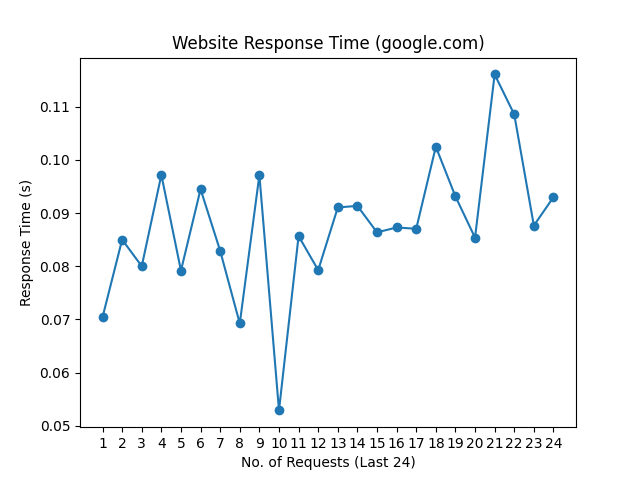 Website Response Time (google.com)
Response Time (s)
0.11
0.10
0.09
0.08
0.07
0.06
0.05
1 2 3 4 5 6 7 8 9 10 11 12 13 14 15 16 17 18 19 20 21 22 23 24
No. of Requests (Last 24)